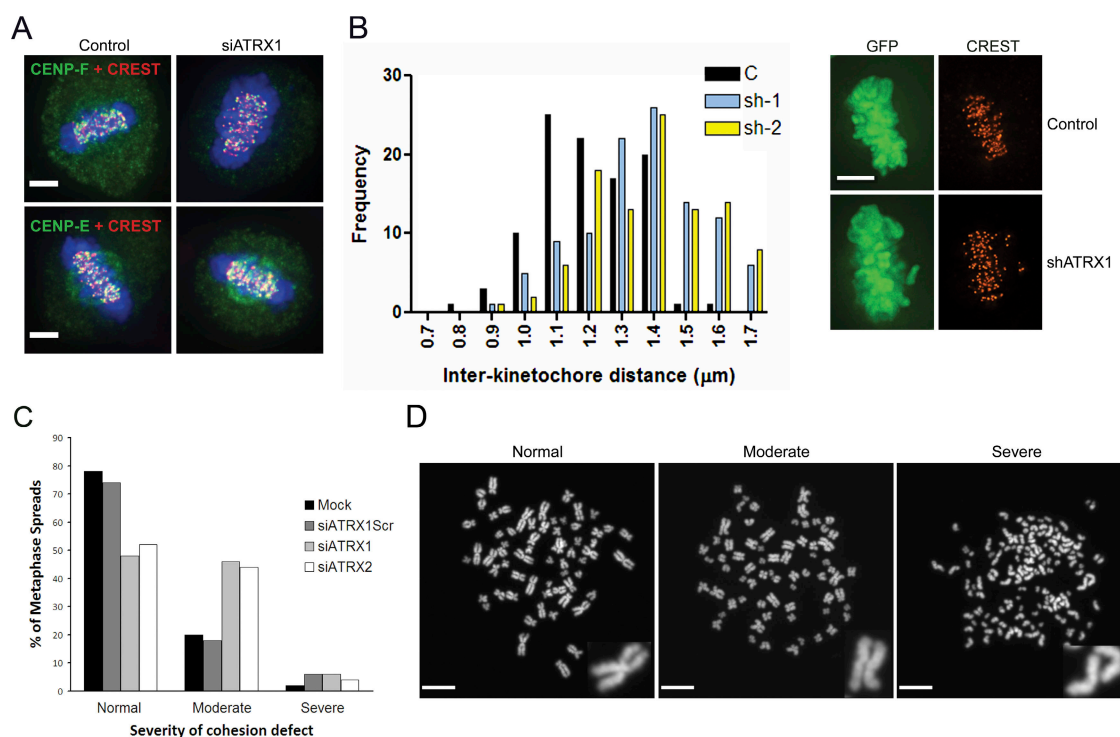 A
Control
siATRX1
CENP-F + CREST
CENP-E + CREST
B
30
20
10
0
Frequency
C
sh-1
sh-2
0.7 0.8 0.9 1.0 1.1 1.2 1.3 1.4 1.5 1.6 1.7
Inter-kinetochore distance (μm)
GFP
CREST
Control
shATRX1
C
90
80
70
60
50
40
30
20
10
0
% of Metaphase Spreads
Mock
siATRX1Scr
siATRX1
siATRX2
Normal Moderate Severe
Severity of cohesion defect
D
Normal
Moderate
Severe